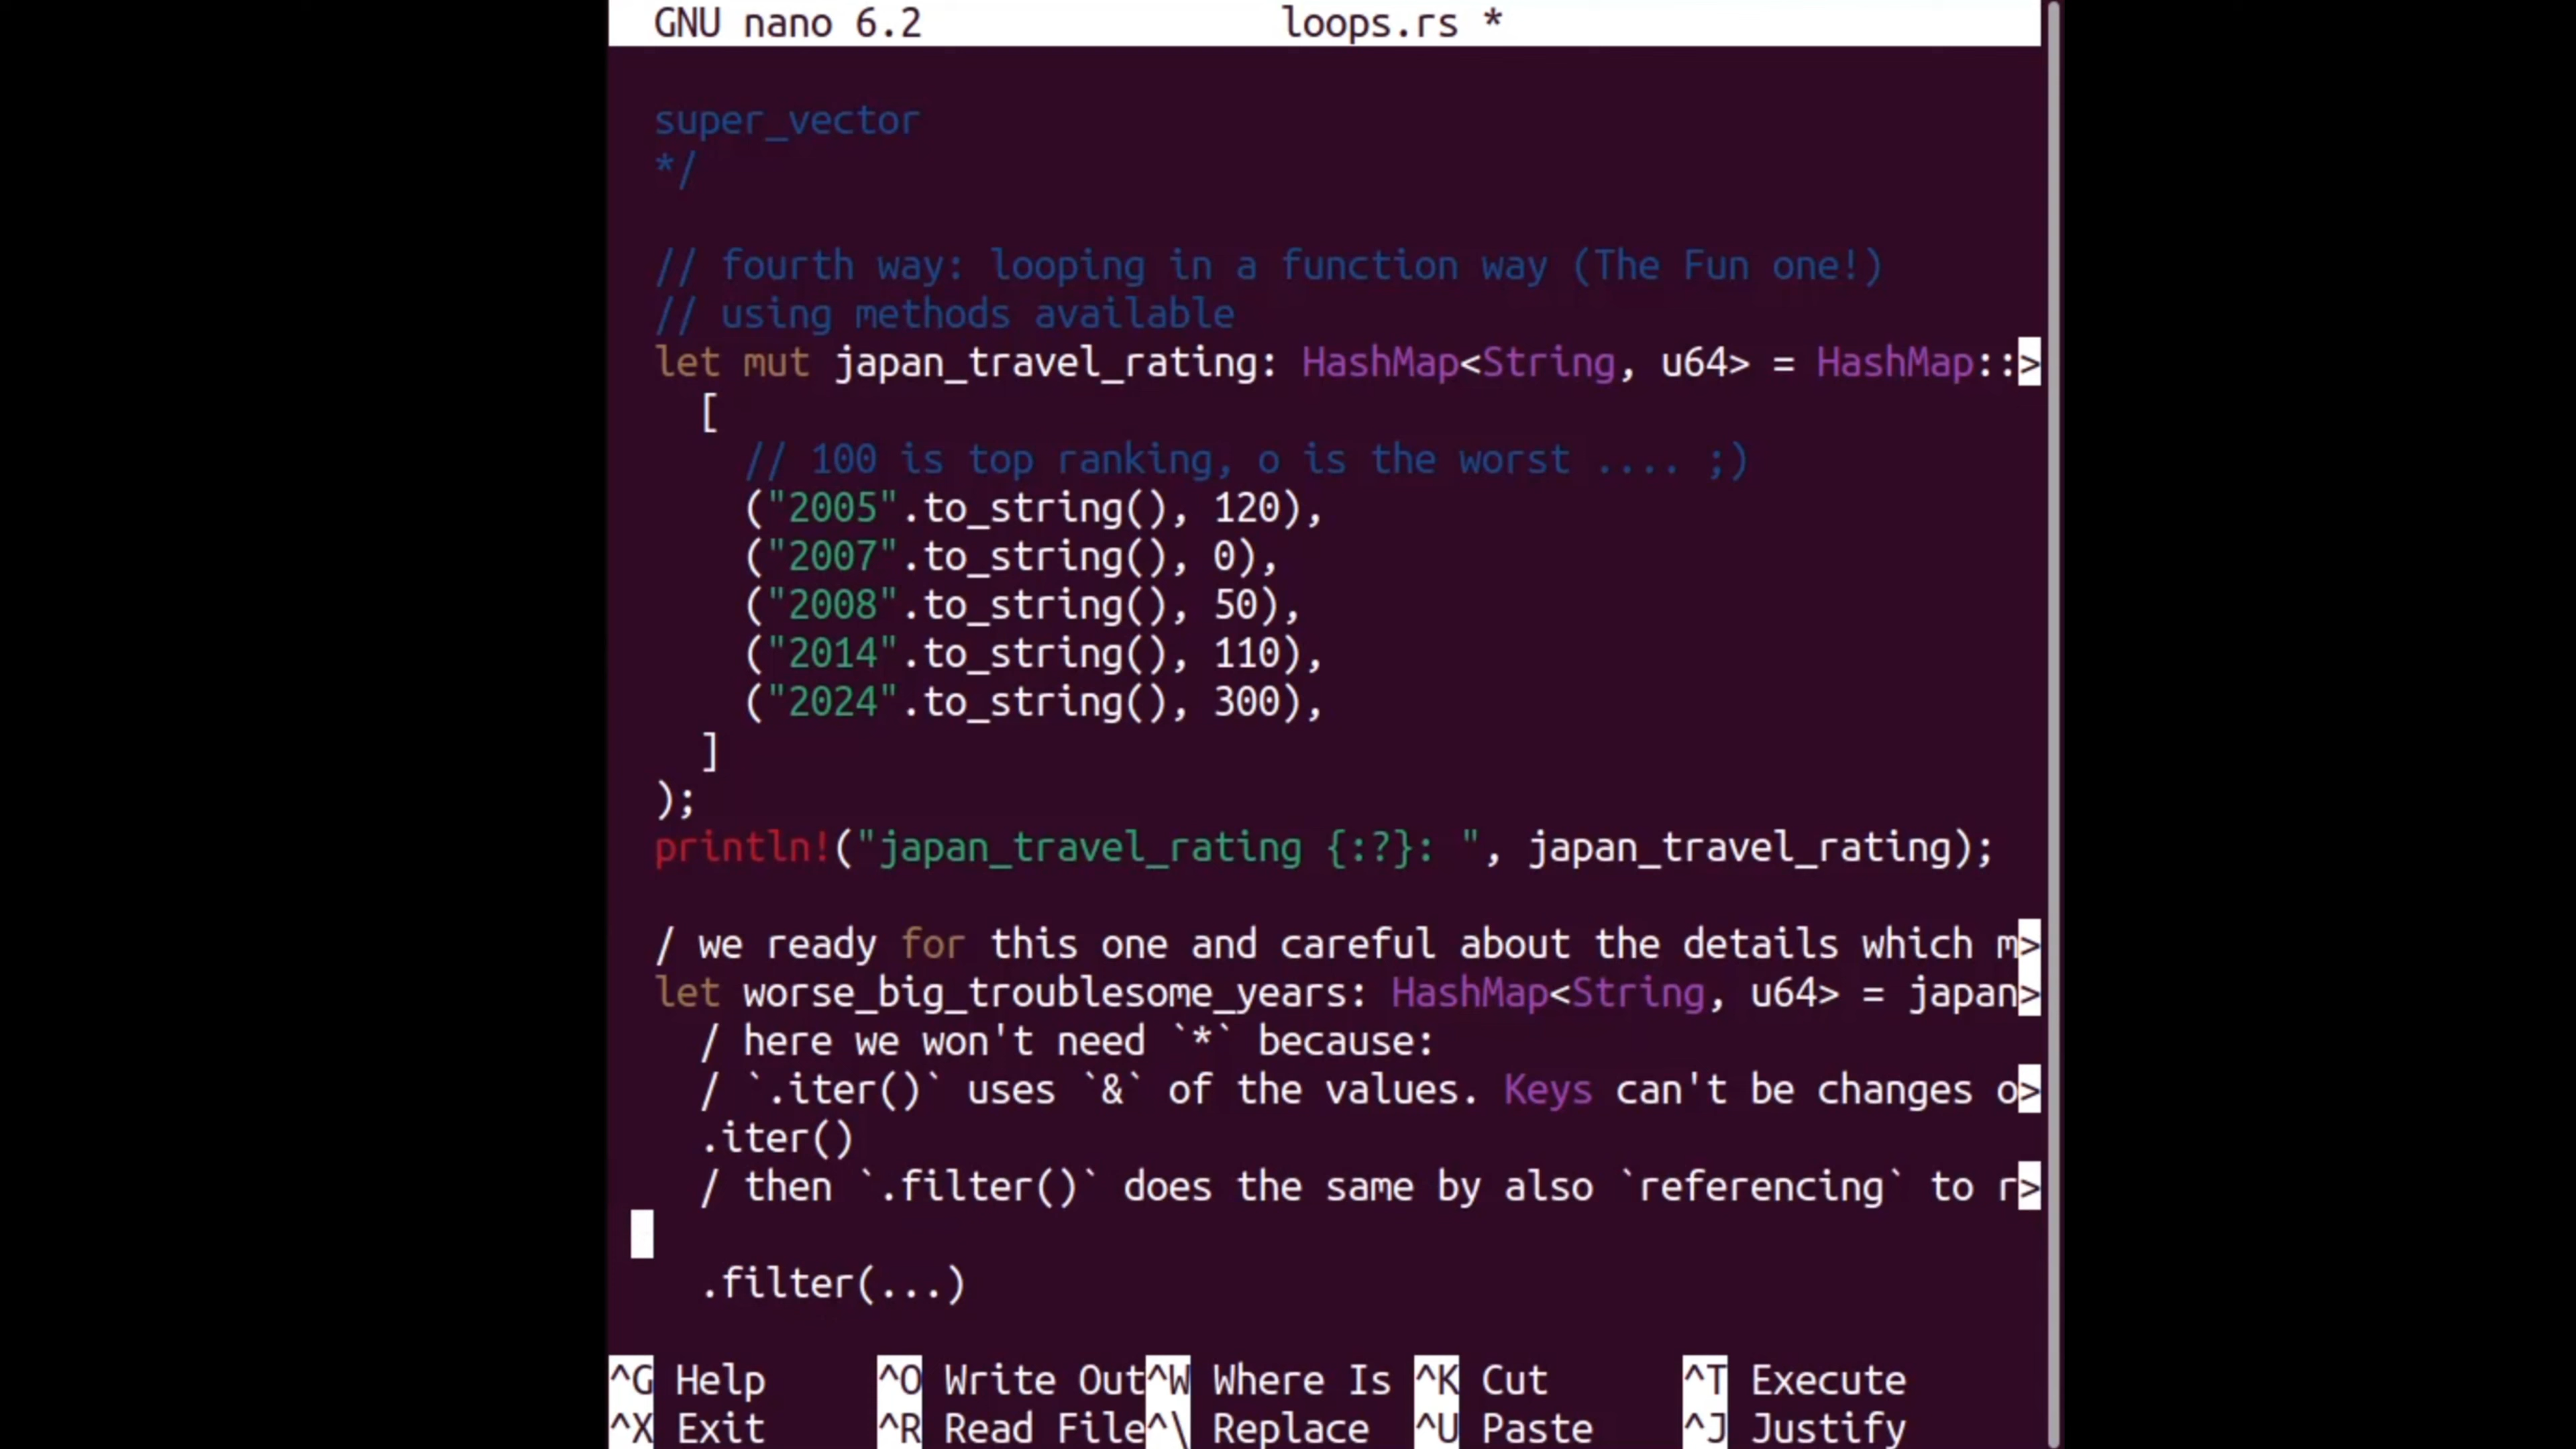 GNU nano 6.2 loops.rs *
super_vector
*/
// fourth way: looping in a function way (The Fun one!)
// using methods available
let mut japan_travel_rating: HashMap<String, u64> = HashMap::>
[
// 100 is top ranking, o is the worst .... ;)
("2005".to_string(), 120),
("2007".to_string(), 0),
("2008".to_string(), 50),
("2014".to_string(), 110),
("2024".to_string(), 300),
]
);
println!("japan_travel_rating {:?}: ", japan_travel_rating);
/ we ready for this one and careful about the details which m>
let worse_big_troublesome_years: HashMap<String, u64> = japan>
/ here we won't need `*` because:
/ `.iter()` uses `&` of the values. Keys can't be changes o>
.iter()
/ then `.filter()` does the same by also `referencing` to r>
.filter(...)
^G Help ^O Write Out ^W Where Is ^K Cut ^T Execute
^X Exit ^R Read File ^\ Replace ^U Paste ^J Justify